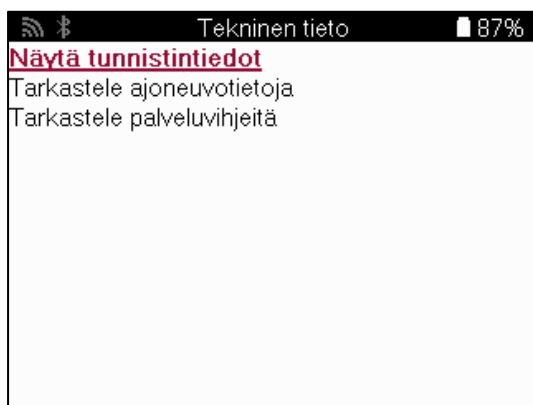 Tekninen tieto 87%
Näytä tunnistintiedot
Tarkastele ajoneuvotietoja
Tarkastele palveluvihjeitä